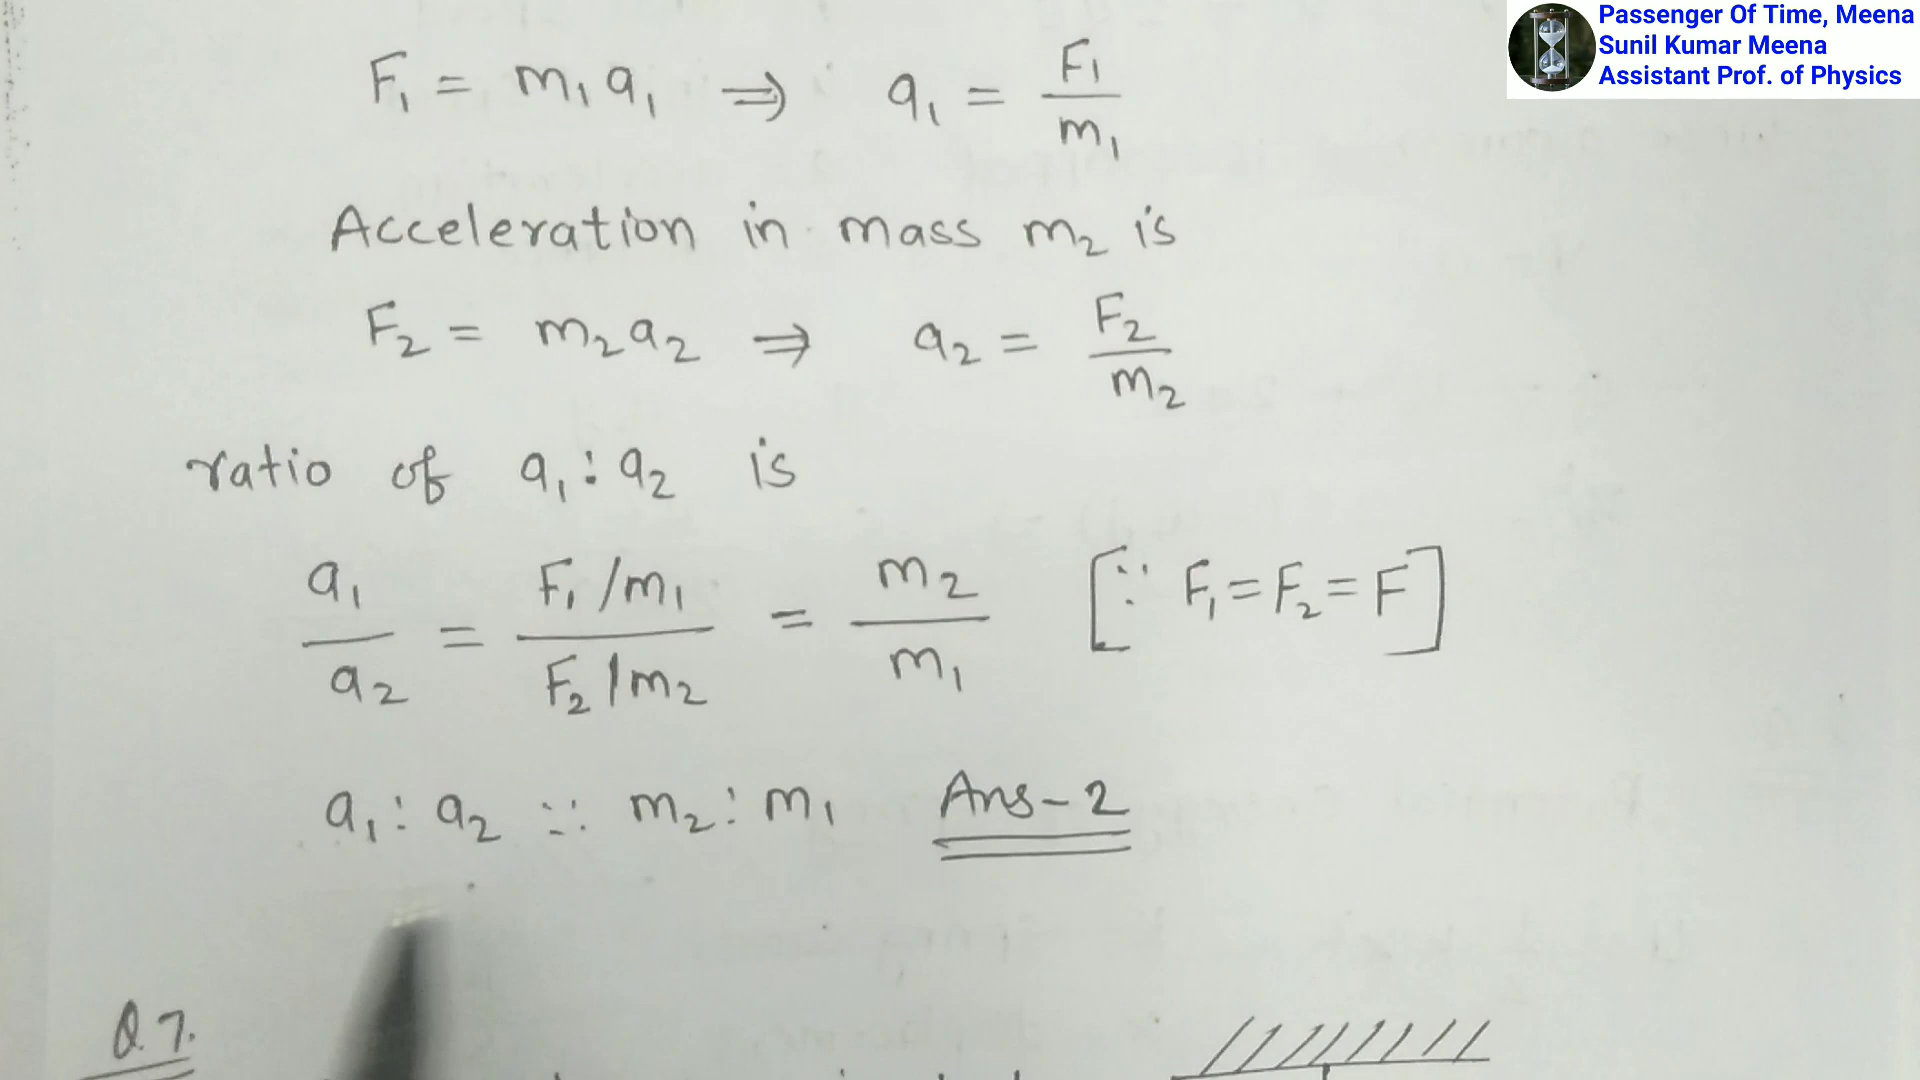 Passenger Of Time, Meena
Sunil Kumar Meena
Assistant Prof. of Physics
F₁ = m₁a₁ ⇒ a₁ = F₁/m₁
Acceleration in mass m₂ is
F₂ = m₂a₂ ⇒ a₂ = F₂/m₂
ratio of a₁ : a₂ is
a₁/a₂ = (F₁/m₁)/(F₂/m₂) = m₂/m₁ [∵ F₁ = F₂ = F]
a₁ : a₂ :: m₂ : m₁ Ans-2
Q.7.